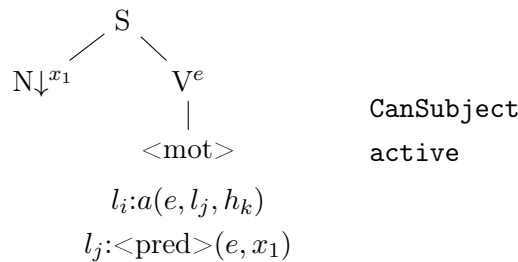 S
N↓x₁ Vᵉ
<mot>
CanSubject
active
lᵢ:a(e, lⱼ, hₖ)
lⱼ:<pred>(e, x₁)